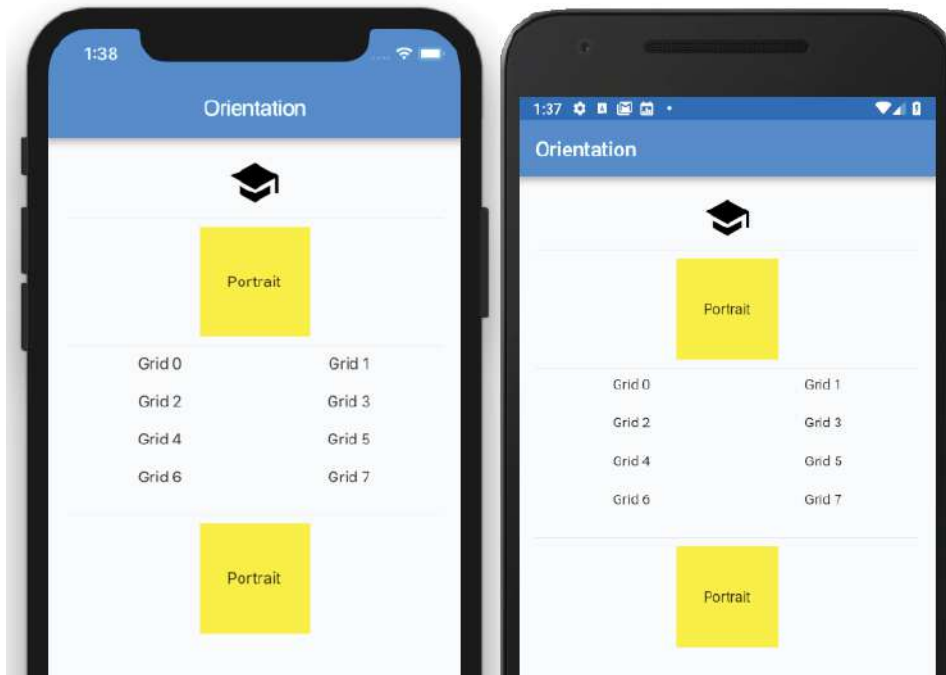 1:38
Orientation
Portrait
Grid 0 Grid 1
Grid 2 Grid 3
Grid 4 Grid 5
Grid 6 Grid 7
Portrait
1:37
Orientation
Portrait
Grid 0 Grid 1
Grid 2 Grid 3
Grid 4 Grid 5
Grid 6 Grid 7
Portrait